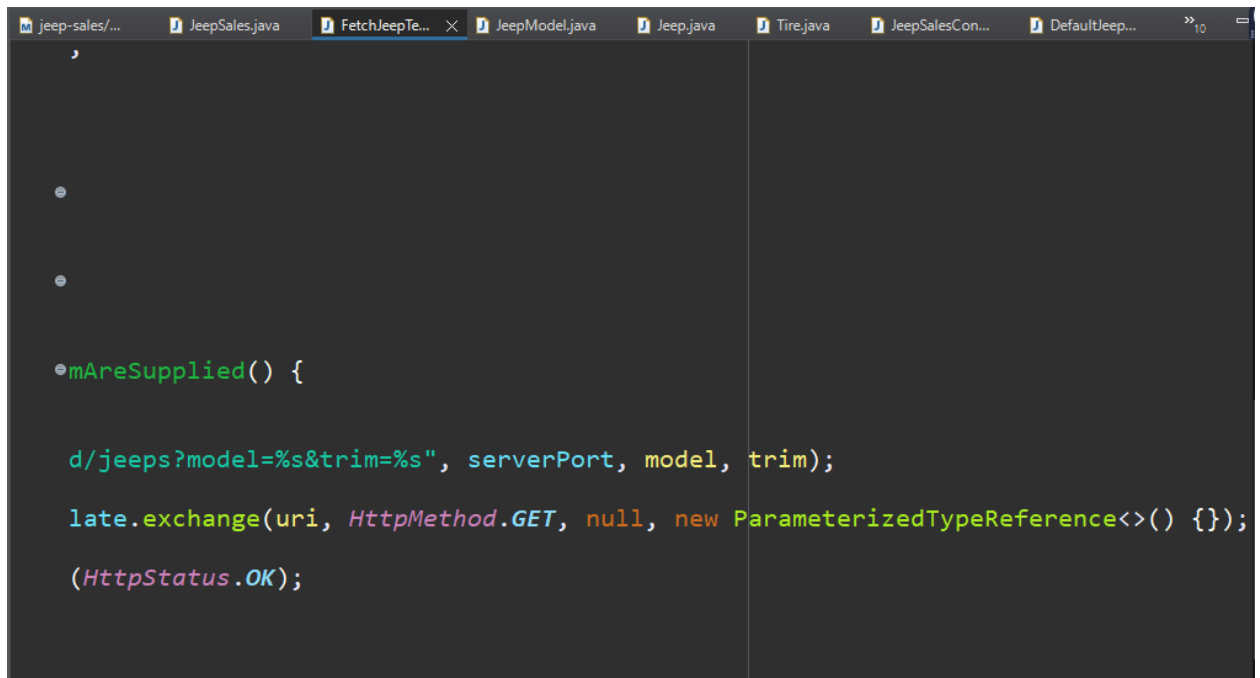 jeep-sales/... JeepSales.java FetchJeepTe... JeepModel.java Jeep.java Tire.java JeepSalesCon... DefaultJeep... »10
,
mAreSupplied() {
d/jeeps?model=%s&trim=%s", serverPort, model, trim);
late.exchange(uri, HttpMethod.GET, null, new ParameterizedTypeReference<>() {});
(HttpStatus.OK);